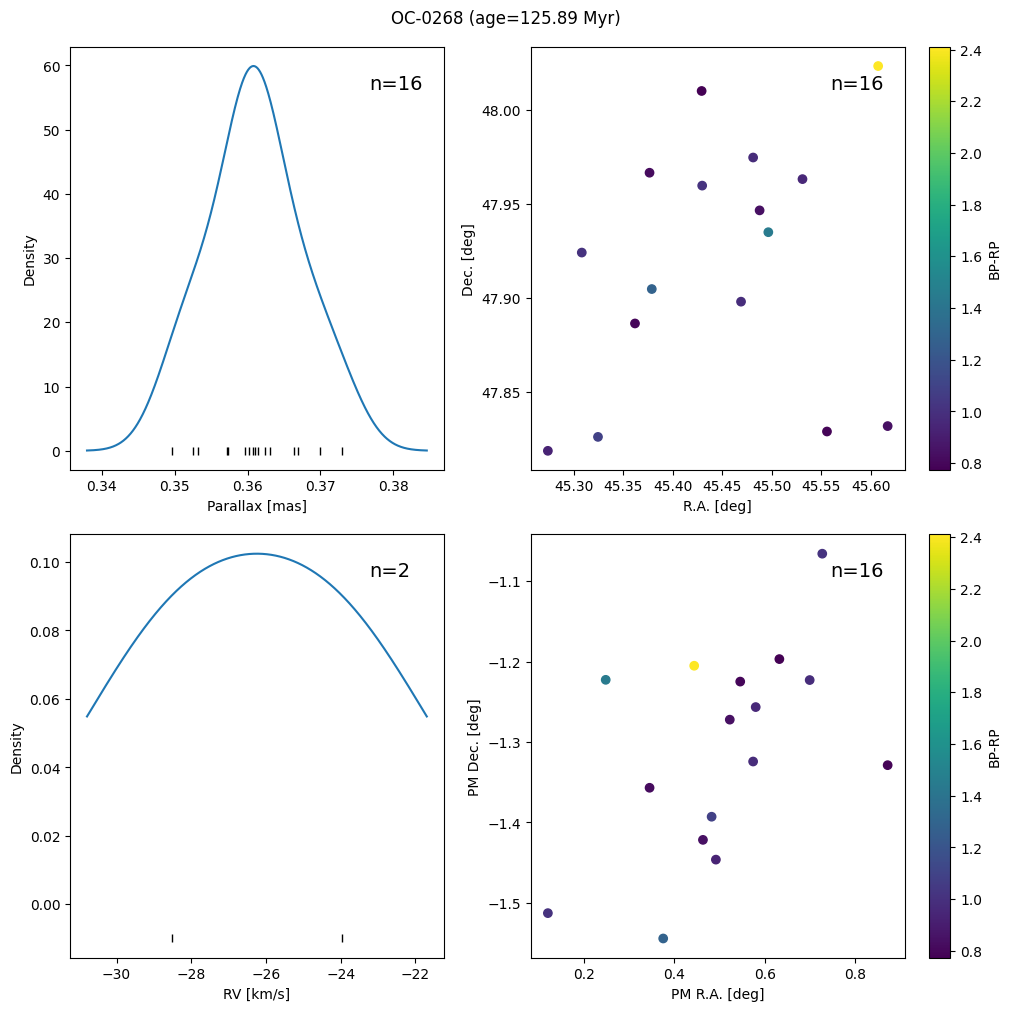 OC-0268 (age=125.89 Myr)
n=16
60
50
40
30
20
10
0
Density
0.34 0.35 0.36 0.37 0.38
Parallax [mas]
n=16
48.00
47.95
47.90
47.85
Dec. [deg]
45.30 45.35 45.40 45.45 45.50 45.55 45.60
R.A. [deg]
2.4
2.2
2.0
1.8
1.6
1.4
1.2
1.0
0.8
BP-RP
n=2
0.10
0.08
0.06
0.04
0.02
0.00
Density
−30 −28 −26 −24 −22
RV [km/s]
n=16
−1.1
−1.2
−1.3
−1.4
−1.5
PM Dec. [deg]
0.2 0.4 0.6 0.8
PM R.A. [deg]
2.4
2.2
2.0
1.8
1.6
1.4
1.2
1.0
0.8
BP-RP